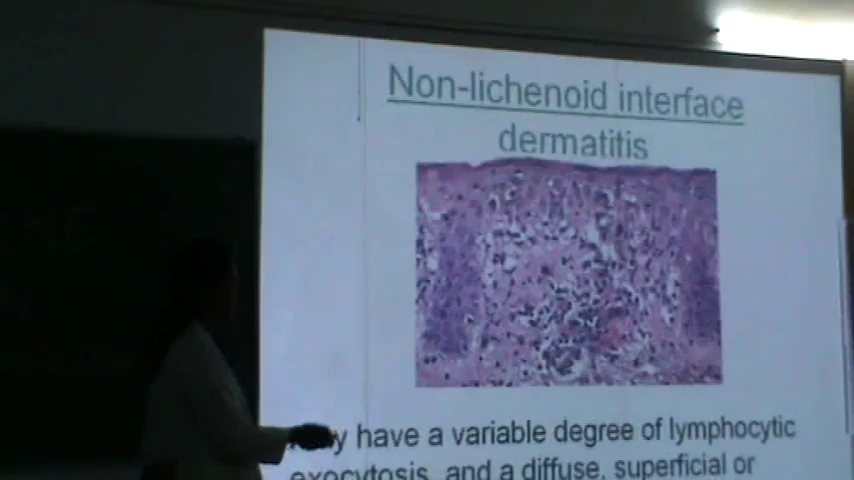 Non-lichenoid interface
dermatitis
have a variable degree of lymphocytic
exocytosis, and a diffuse, superficial or